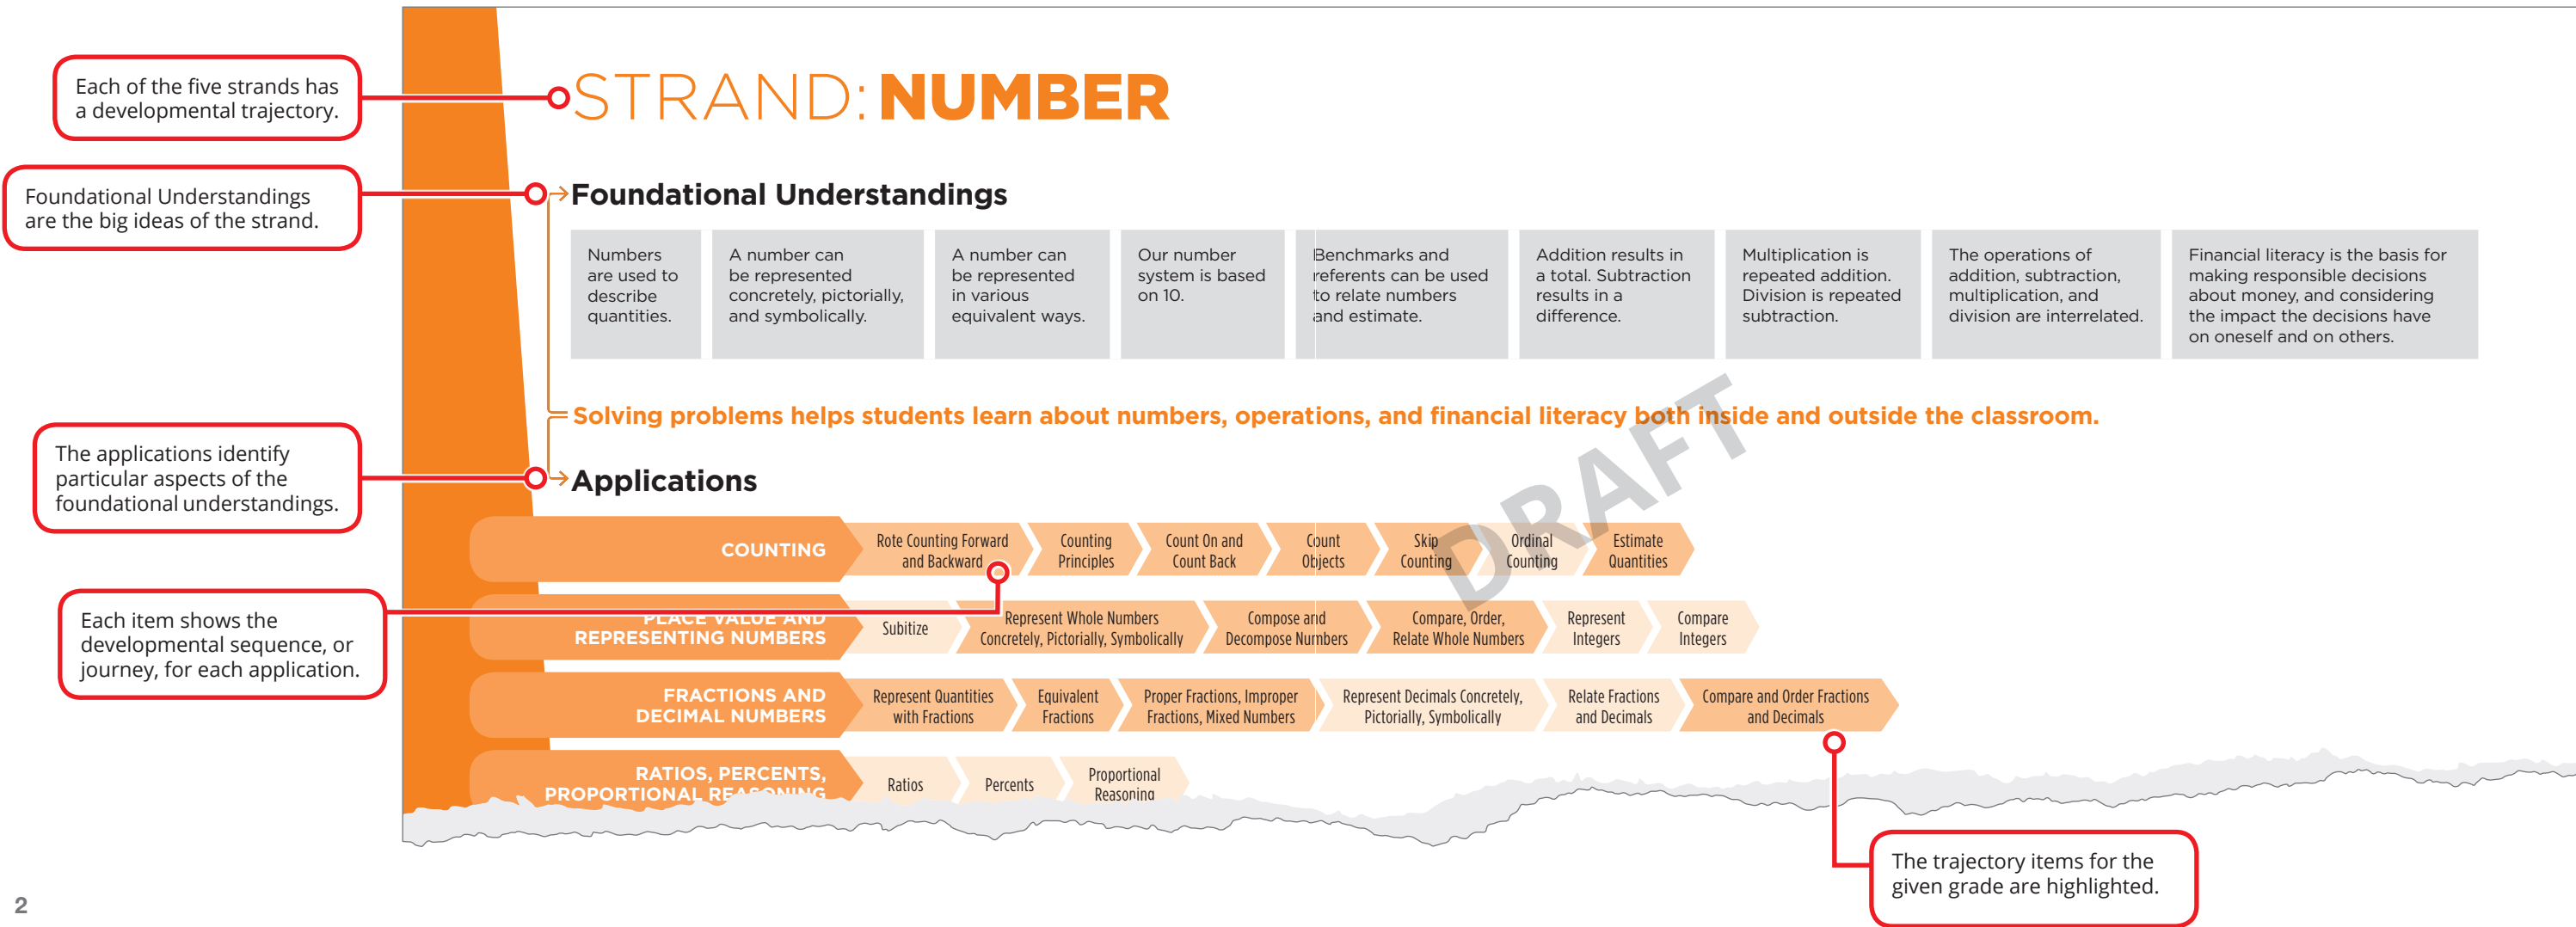 Each of the five strands has
a developmental trajectory.
STRAND: NUMBER
Foundational Understandings
are the big ideas of the strand.
Foundational Understandings
Numbers
are used to
describe
quantities.
A number can
be represented
concretely, pictorially,
and symbolically.
A number can
be represented
in various
equivalent ways.
Our number
system is based
on 10.
Benchmarks and
referents can be used
to relate numbers
and estimate.
Addition results in
a total. Subtraction
results in a
difference.
Multiplication is
repeated addition.
Division is repeated
subtraction.
The operations of
addition, subtraction,
multiplication, and
division are interrelated.
Financial literacy is the basis for
making responsible decisions
about money, and considering
the impact the decisions have
on oneself and on others.
Solving problems helps students learn about numbers, operations, and financial literacy both inside and outside the classroom.
The applications identify
particular aspects of the
foundational understandings.
Applications
COUNTING
Rote Counting Forward
and Backward
Counting
Principles
Count On and
Count Back
Count
Objects
Skip
Counting
Ordinal
Counting
Estimate
Quantities
DRAFT
Each item shows the
developmental sequence, or
journey, for each application.
PLACE VALUE AND
REPRESENTING NUMBERS
Subitize
Represent Whole Numbers
Concretely, Pictorially, Symbolically
Compose and
Decompose Numbers
Compare, Order,
Relate Whole Numbers
Represent
Integers
Compare
Integers
FRACTIONS AND
DECIMAL NUMBERS
Represent Quantities
with Fractions
Equivalent
Fractions
Proper Fractions, Improper
Fractions, Mixed Numbers
Represent Decimals Concretely,
Pictorially, Symbolically
Relate Fractions
and Decimals
Compare and Order Fractions
and Decimals
RATIOS, PERCENTS,
PROPORTIONAL REASONING
Ratios
Percents
Proportional
Reasoning
The trajectory items for the
given grade are highlighted.
2